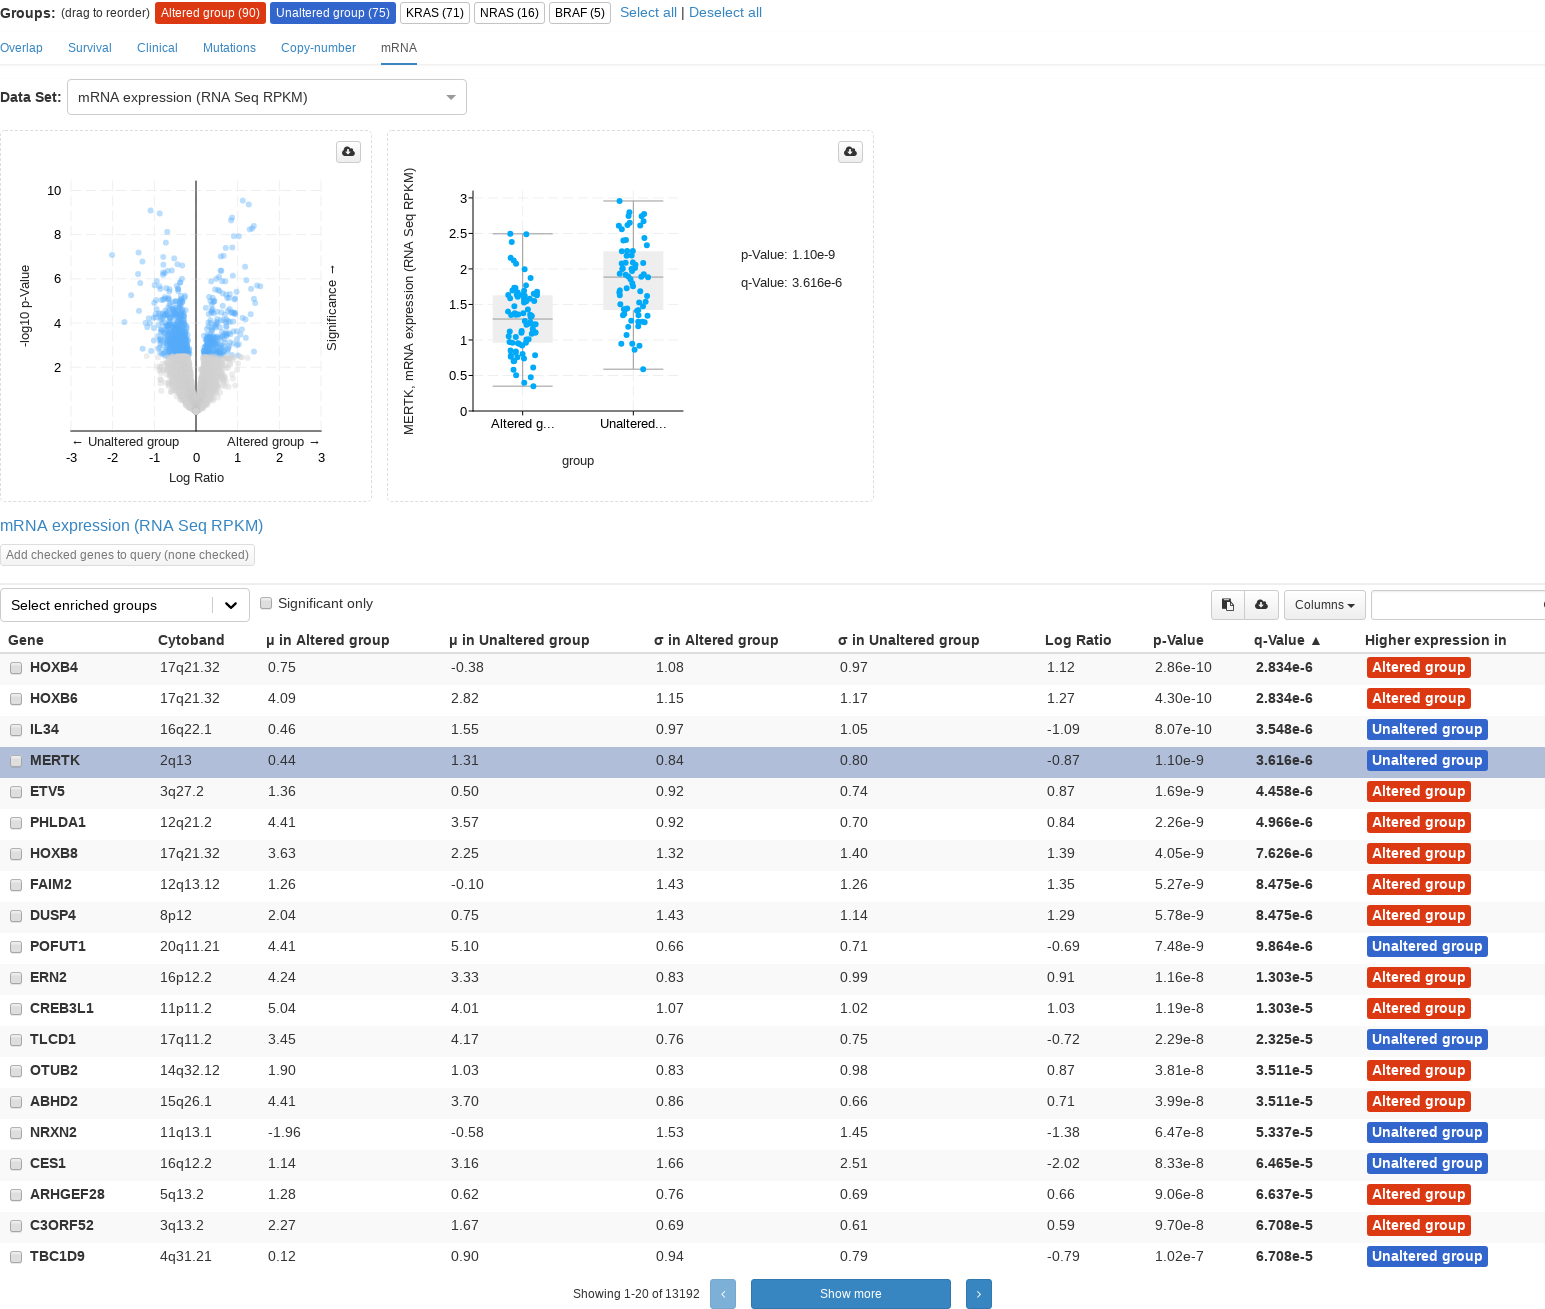 Groups: (drag to reorder) Altered group (90) Unaltered group (75) KRAS (71) NRAS (16) BRAF (5) Select all | Deselect all
Overlap Survival Clinical Mutations Copy-number mRNA
Data Set: mRNA expression (RNA Seq RPKM)
10
8
6
4
2
-log10 p-Value
Significance →
← Unaltered group Altered group →
-3 -2 -1 0 1 2 3
Log Ratio
MERTK, mRNA expression (RNA Seq RPKM)
3
2.5
2
1.5
1
0.5
0
Altered g... Unaltered...
group
p-Value: 1.10e-9
q-Value: 3.616e-6
mRNA expression (RNA Seq RPKM)
Add checked genes to query (none checked)
Select enriched groups Significant only Columns
Gene Cytoband μ in Altered group μ in Unaltered group σ in Altered group σ in Unaltered group Log Ratio p-Value q-Value ▲ Higher expression in
HOXB4 17q21.32 0.75 -0.38 1.08 0.97 1.12 2.86e-10 2.834e-6 Altered group
HOXB6 17q21.32 4.09 2.82 1.15 1.17 1.27 4.30e-10 2.834e-6 Altered group
IL34 16q22.1 0.46 1.55 0.97 1.05 -1.09 8.07e-10 3.548e-6 Unaltered group
MERTK 2q13 0.44 1.31 0.84 0.80 -0.87 1.10e-9 3.616e-6 Unaltered group
ETV5 3q27.2 1.36 0.50 0.92 0.74 0.87 1.69e-9 4.458e-6 Altered group
PHLDA1 12q21.2 4.41 3.57 0.92 0.70 0.84 2.26e-9 4.966e-6 Altered group
HOXB8 17q21.32 3.63 2.25 1.32 1.40 1.39 4.05e-9 7.626e-6 Altered group
FAIM2 12q13.12 1.26 -0.10 1.43 1.26 1.35 5.27e-9 8.475e-6 Altered group
DUSP4 8p12 2.04 0.75 1.43 1.14 1.29 5.78e-9 8.475e-6 Altered group
POFUT1 20q11.21 4.41 5.10 0.66 0.71 -0.69 7.48e-9 9.864e-6 Unaltered group
ERN2 16p12.2 4.24 3.33 0.83 0.99 0.91 1.16e-8 1.303e-5 Altered group
CREB3L1 11p11.2 5.04 4.01 1.07 1.02 1.03 1.19e-8 1.303e-5 Altered group
TLCD1 17q11.2 3.45 4.17 0.76 0.75 -0.72 2.29e-8 2.325e-5 Unaltered group
OTUB2 14q32.12 1.90 1.03 0.83 0.98 0.87 3.81e-8 3.511e-5 Altered group
ABHD2 15q26.1 4.41 3.70 0.86 0.66 0.71 3.99e-8 3.511e-5 Altered group
NRXN2 11q13.1 -1.96 -0.58 1.53 1.45 -1.38 6.47e-8 5.337e-5 Unaltered group
CES1 16q12.2 1.14 3.16 1.66 2.51 -2.02 8.33e-8 6.465e-5 Unaltered group
ARHGEF28 5q13.2 1.28 0.62 0.76 0.69 0.66 9.06e-8 6.637e-5 Altered group
C3ORF52 3q13.2 2.27 1.67 0.69 0.61 0.59 9.70e-8 6.708e-5 Altered group
TBC1D9 4q31.21 0.12 0.90 0.94 0.79 -0.79 1.02e-7 6.708e-5 Unaltered group
Showing 1-20 of 13192 ‹ Show more ›